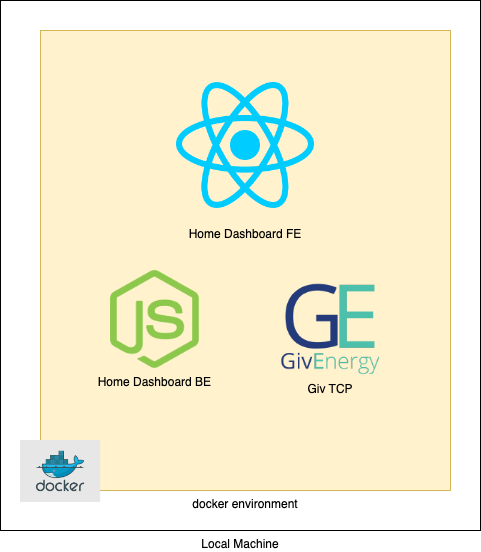 Home Dashboard FE
JS
Home Dashboard BE
GE
GivEnergy
Giv TCP
docker
docker environment
Local Machine